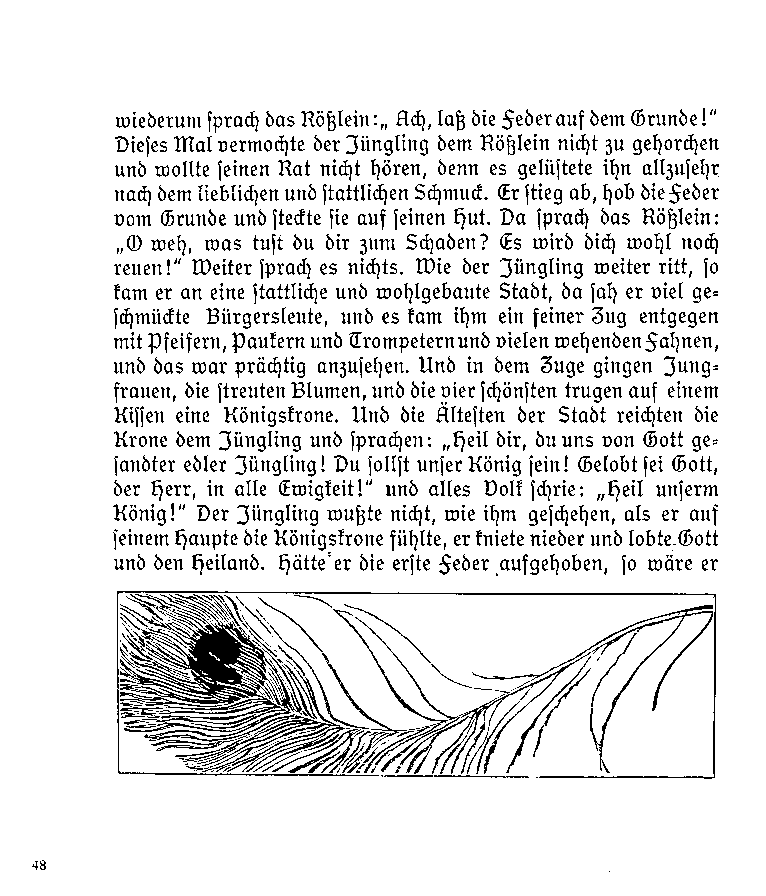 wiederum sprach das Rößlein:„ Ach, laß die Feder auf dem Grunde!“
Dieses Mal vermochte der Jüngling dem Rößlein nicht zu gehorchen
und wollte seinen Rat nicht hören, denn es gelüstete ihn allzusehr
nach dem lieblichen und stattlichen Schmuck. Er stieg ab, hob die Feder
vom Grunde und steckte sie auf seinen Hut. Da sprach das Rößlein:
„O weh, was tust du dir zum Schaden? Es wird dich wohl noch
reuen!“ Weiter sprach es nichts. Wie der Jüngling weiter ritt, so
kam er an eine stattliche und wohlgebaute Stadt, da sah er viel ge-
schmückte Bürgersleute, und es kam ihm ein feiner Zug entgegen
mit Pfeifern, Paukern und Trompetern und vielen wehenden Fahnen,
und das war prächtig anzusehen. Und in dem Zuge gingen Jung-
frauen, die streuten Blumen, und die vier schönsten trugen auf einem
Kissen eine Königskrone. Und die Ältesten der Stadt reichten die
Krone dem Jüngling und sprachen: „Heil dir, du uns von Gott ge-
sandter edler Jüngling! Du sollst unser König sein! Gelobt sei Gott,
der Herr, in alle Ewigkeit!“ und alles Volk schrie: „Heil unserm
König!“ Der Jüngling wußte nicht, wie ihm geschehen, als er auf
seinem Haupte die Königskrone fühlte, er kniete nieder und lobte Gott
und den Heiland. Hätte er die erste Feder aufgehoben, so wäre er
48